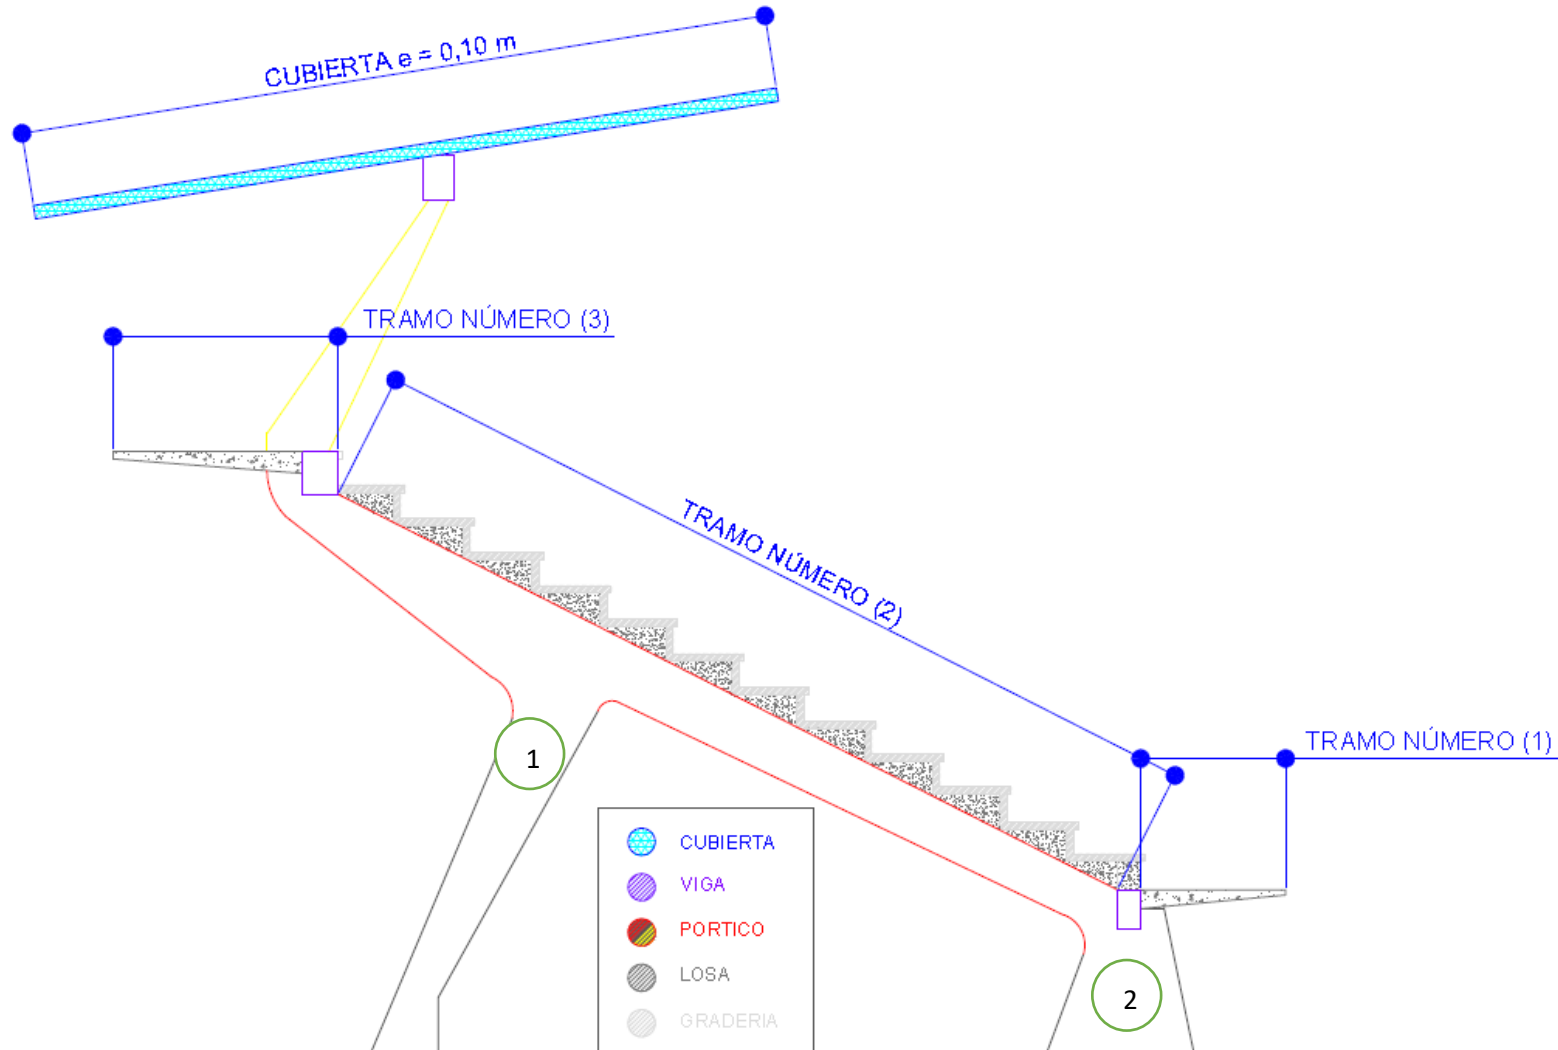 CUBIERTA e = 0,10 m
TRAMO NÚMERO (3)
TRAMO NÚMERO (2)
TRAMO NÚMERO (1)
1
2
CUBIERTA
VIGA
PORTICO
LOSA
GRADERIA